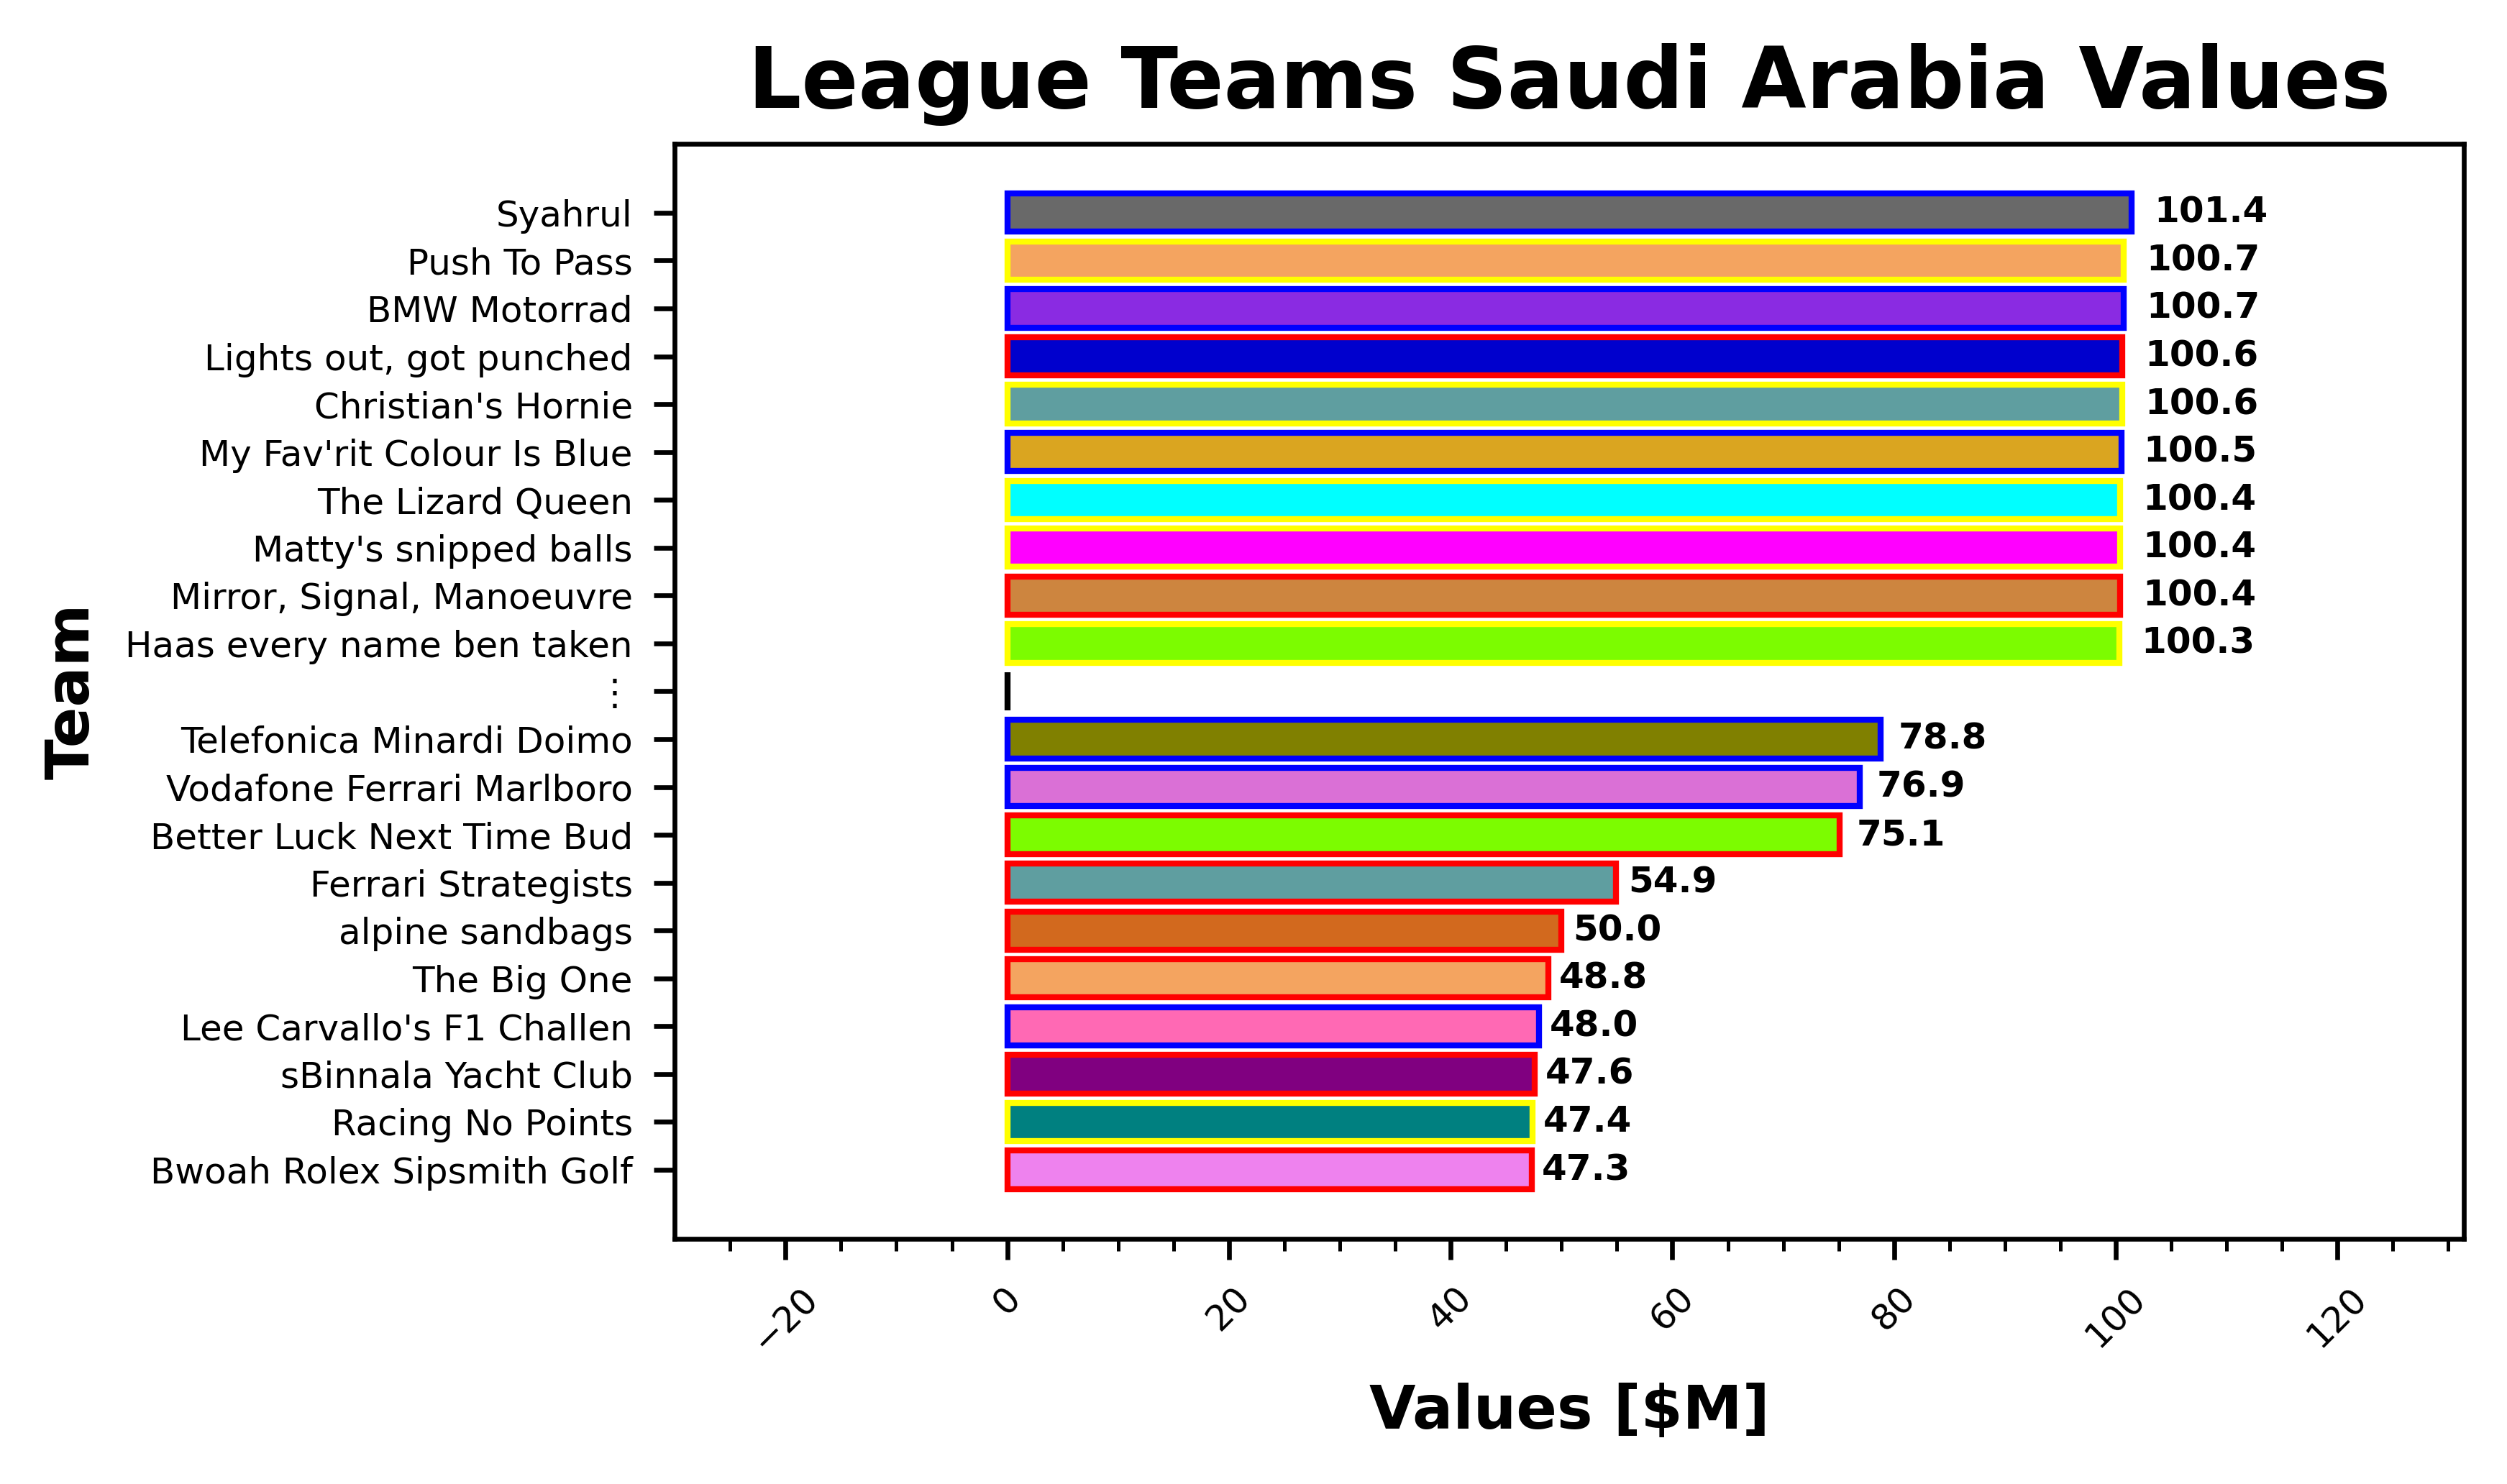 League Teams Saudi Arabia Values
Team
Syahrul 101.4
Push To Pass 100.7
BMW Motorrad 100.7
Lights out, got punched 100.6
Christian's Hornie 100.6
My Fav'rit Colour Is Blue 100.5
The Lizard Queen 100.4
Matty's snipped balls 100.4
Mirror, Signal, Manoeuvre 100.4
Haas every name ben taken 100.3
⋮
Telefonica Minardi Doimo 78.8
Vodafone Ferrari Marlboro 76.9
Better Luck Next Time Bud 75.1
Ferrari Strategists 54.9
alpine sandbags 50.0
The Big One 48.8
Lee Carvallo's F1 Challen 48.0
sBinnala Yacht Club 47.6
Racing No Points 47.4
Bwoah Rolex Sipsmith Golf 47.3
−20 0 20 40 60 80 100 120
Values [$M]